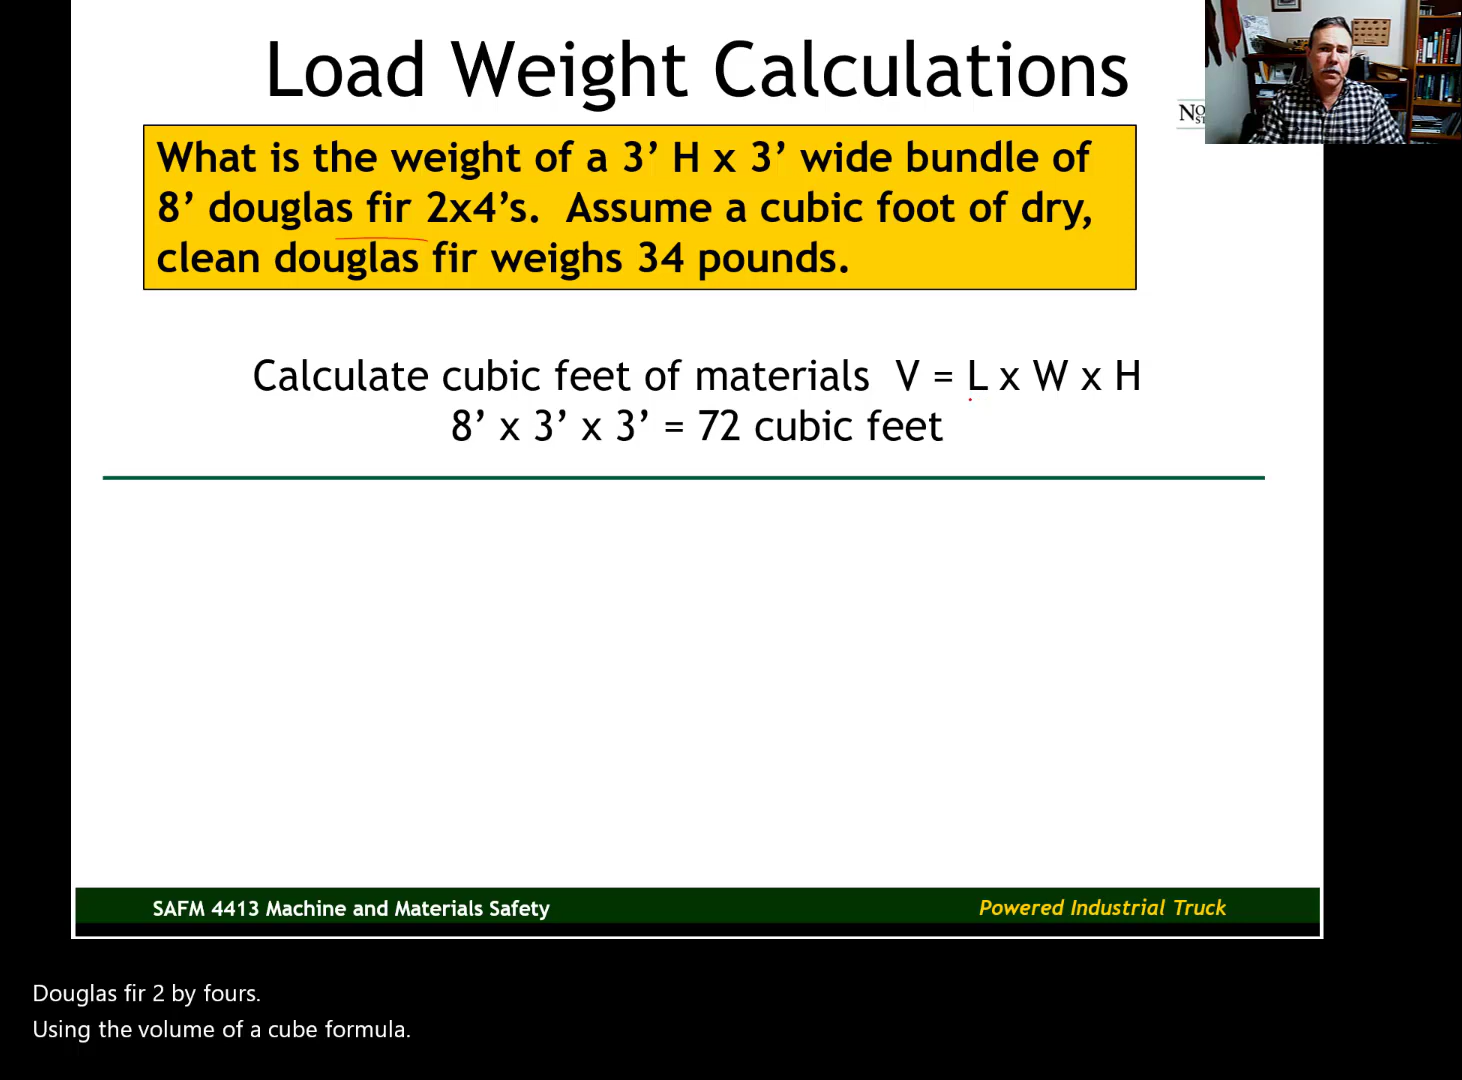 Load Weight Calculations
What is the weight of a 3’ H x 3’ wide bundle of
8’ douglas fir 2x4’s.  Assume a cubic foot of dry,
clean douglas fir weighs 34 pounds.
Calculate cubic feet of materials  V = L x W x H
8’ x 3’ x 3’ = 72 cubic feet
SAFM 4413 Machine and Materials Safety
Powered Industrial Truck
Douglas fir 2 by fours.
Using the volume of a cube formula.